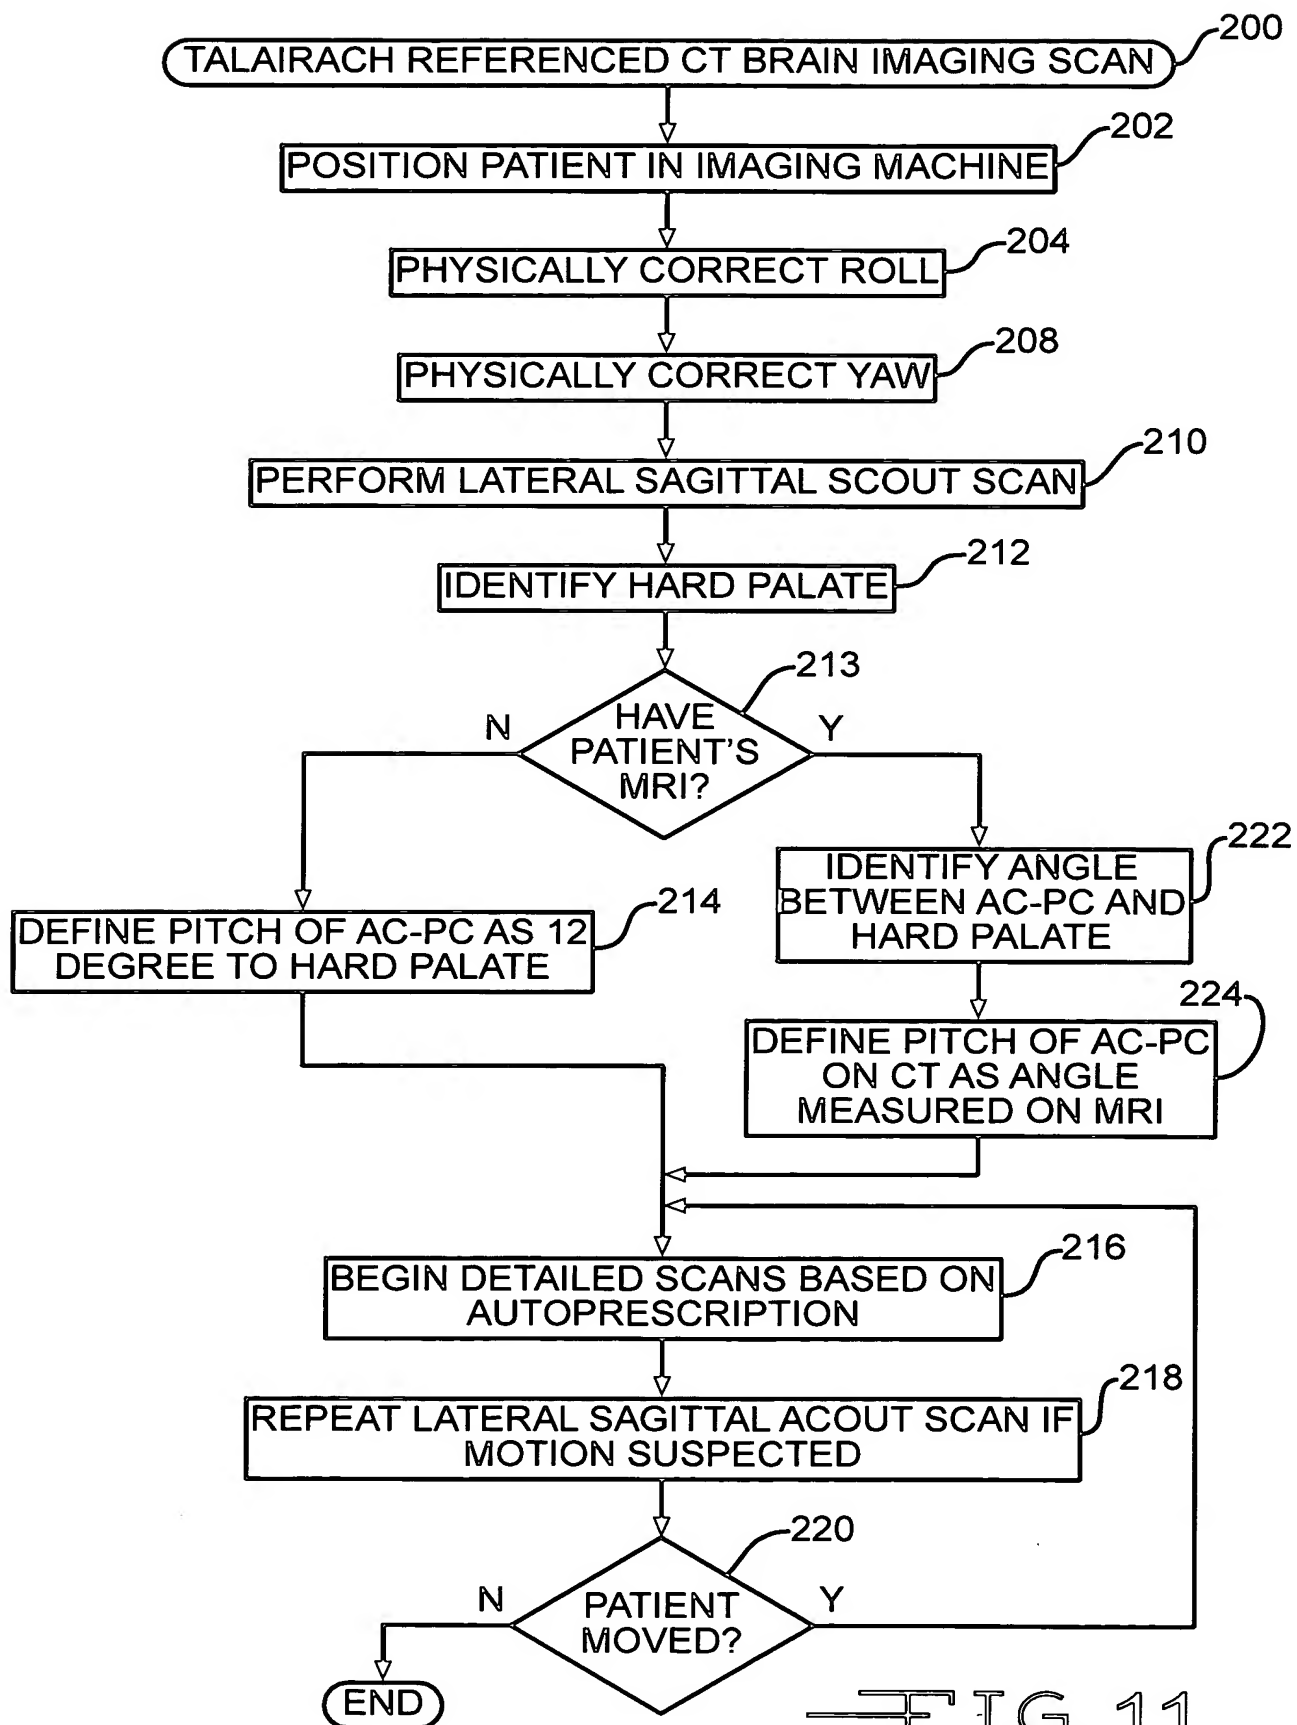 200
TALAIRACH REFERENCED CT BRAIN IMAGING SCAN
202
POSITION PATIENT IN IMAGING MACHINE
204
PHYSICALLY CORRECT ROLL
208
PHYSICALLY CORRECT YAW
210
PERFORM LATERAL SAGITTAL SCOUT SCAN
212
IDENTIFY HARD PALATE
213
N
HAVE
PATIENT'S
MRI?
Y
222
IDENTIFY ANGLE
BETWEEN AC-PC AND
HARD PALATE
214
DEFINE PITCH OF AC-PC AS 12
DEGREE TO HARD PALATE
224
DEFINE PITCH OF AC-PC
ON CT AS ANGLE
MEASURED ON MRI
216
BEGIN DETAILED SCANS BASED ON
AUTOPRESCRIPTION
218
REPEAT LATERAL SAGITTAL ACOUT SCAN IF
MOTION SUSPECTED
220
N
PATIENT
MOVED?
Y
END
FIG 11